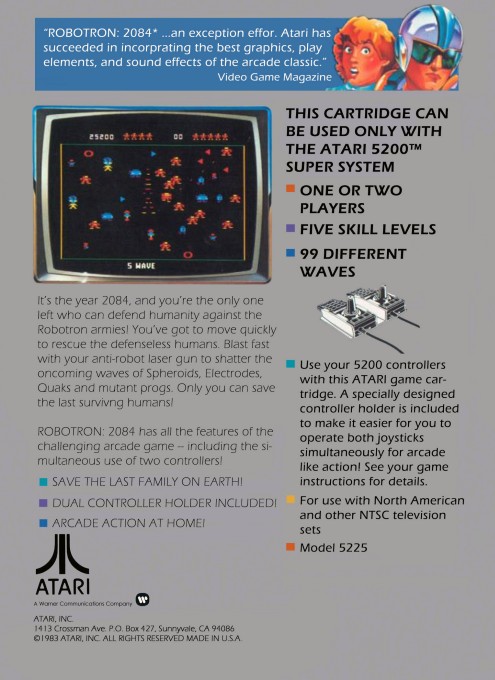 "ROBOTRON: 2084* ...an exception effor. Atari has
succeeded in incorprating the best graphics, play
elements, and sound effects of the arcade classic."
Video Game Magazine
25200
00
5 WAVE
It's the year 2084, and you're the only one
left who can defend humanity against the
Robotron armies! You've got to move quickly
to rescue the defenseless humans. Blast fast
with your anti-robot laser gun to shatter the
oncoming waves of Spheroids, Electrodes,
Quaks and mutant progs. Only you can save
the last survivng humans!
ROBOTRON: 2084 has all the features of the
challenging arcade game – including the si-
multaneous use of two controllers!
SAVE THE LAST FAMILY ON EARTH!
DUAL CONTROLLER HOLDER INCLUDED!
ARCADE ACTION AT HOME!
ATARI
A Warner Communications Company
ATARI, INC.
1413 Crossman Ave. P.O. Box 427, Sunnyvale, CA 94086
©1983 ATARI, INC. ALL RIGHTS RESERVED MADE IN U.S.A.
THIS CARTRIDGE CAN
BE USED ONLY WITH
THE ATARI 5200™
SUPER SYSTEM
ONE OR TWO
PLAYERS
FIVE SKILL LEVELS
99 DIFFERENT
WAVES
Use your 5200 controllers
with this ATARI game car-
tridge. A specially designed
controller holder is included
to make it easier for you to
operate both joysticks
simultaneously for arcade
like action! See your game
instructions for details.
For use with North American
and other NTSC television
sets
Model 5225